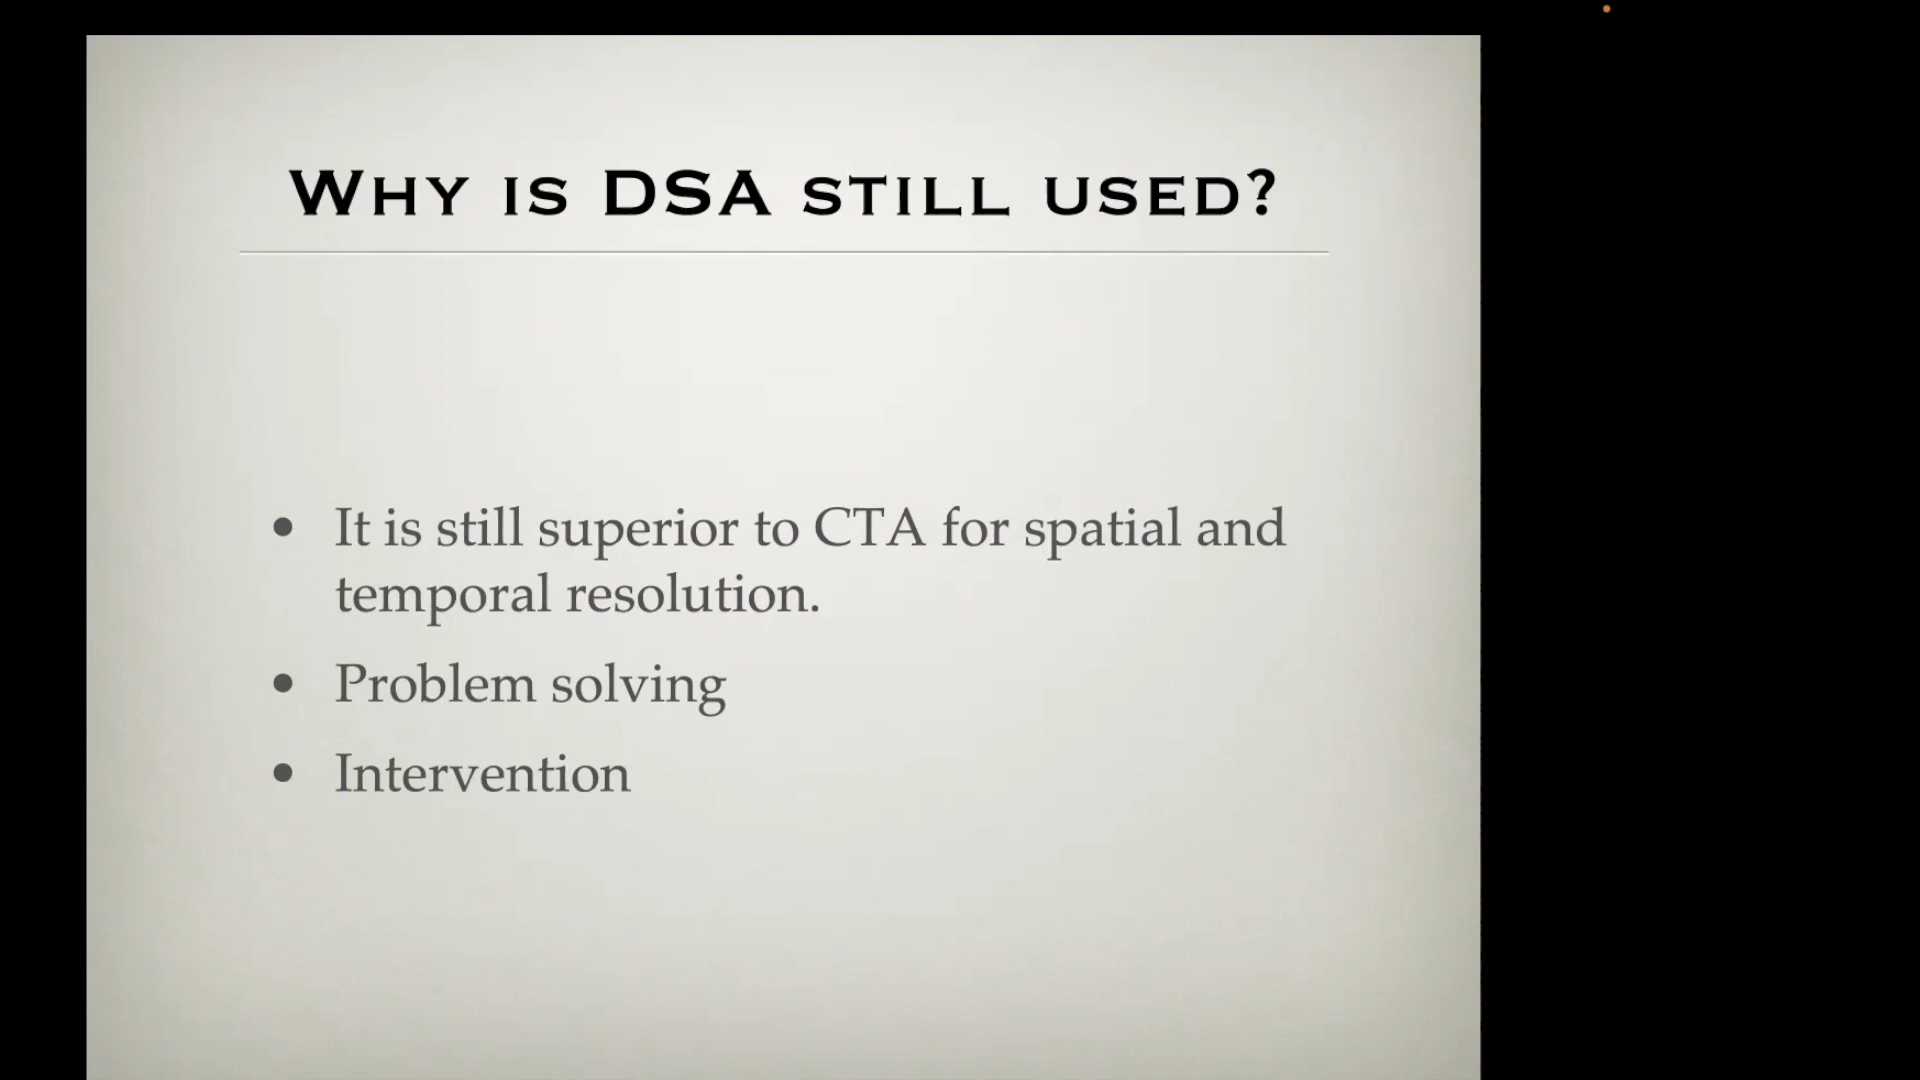 Why is DSA still used?
• It is still superior to CTA for spatial and
temporal resolution.
• Problem solving
• Intervention